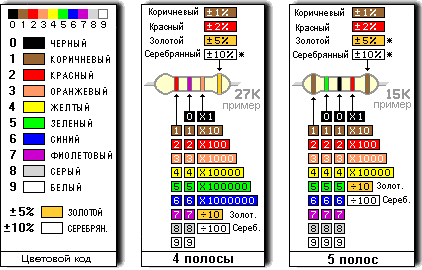 0 1 2 3 4 5 6 7 8 9
0 ЧЕРНЫЙ
1 КОРИЧНЕВЫЙ
2 КРАСНЫЙ
3 ОРАНЖЕВЫЙ
4 ЖЕЛТЫЙ
5 ЗЕЛЕНЫЙ
6 СИНИЙ
7 ФИОЛЕТОВЫЙ
8 СЕРЫЙ
9 БЕЛЫЙ
±5% ЗОЛОТОЙ
±10% СЕРЕБРЯН.
Цветовой код
Коричневый ±1%
Красный ±2%
Золотой ±5%
Серебрянный ±10% *
27K
пример
0 X1
1 1 X10
2 2 X100
3 3 X1000
4 4 X10000
5 5 X100000
6 6 X1000000
7 7 ÷10 Золот.
8 8 ÷100 Сереб.
9 9
4 полосы
Коричневый ±1%
Красный ±2%
Золотой ±5%
Серебрянный ±10% *
15K
пример
0 0 X1
1 1 1 X10
2 2 2 X100
3 3 3 X1000
4 4 4 X10000
5 5 5 ÷10 Золот.
6 6 6 ÷100 Сереб.
7 7 7
8 8 8
9 9 9
5 полос